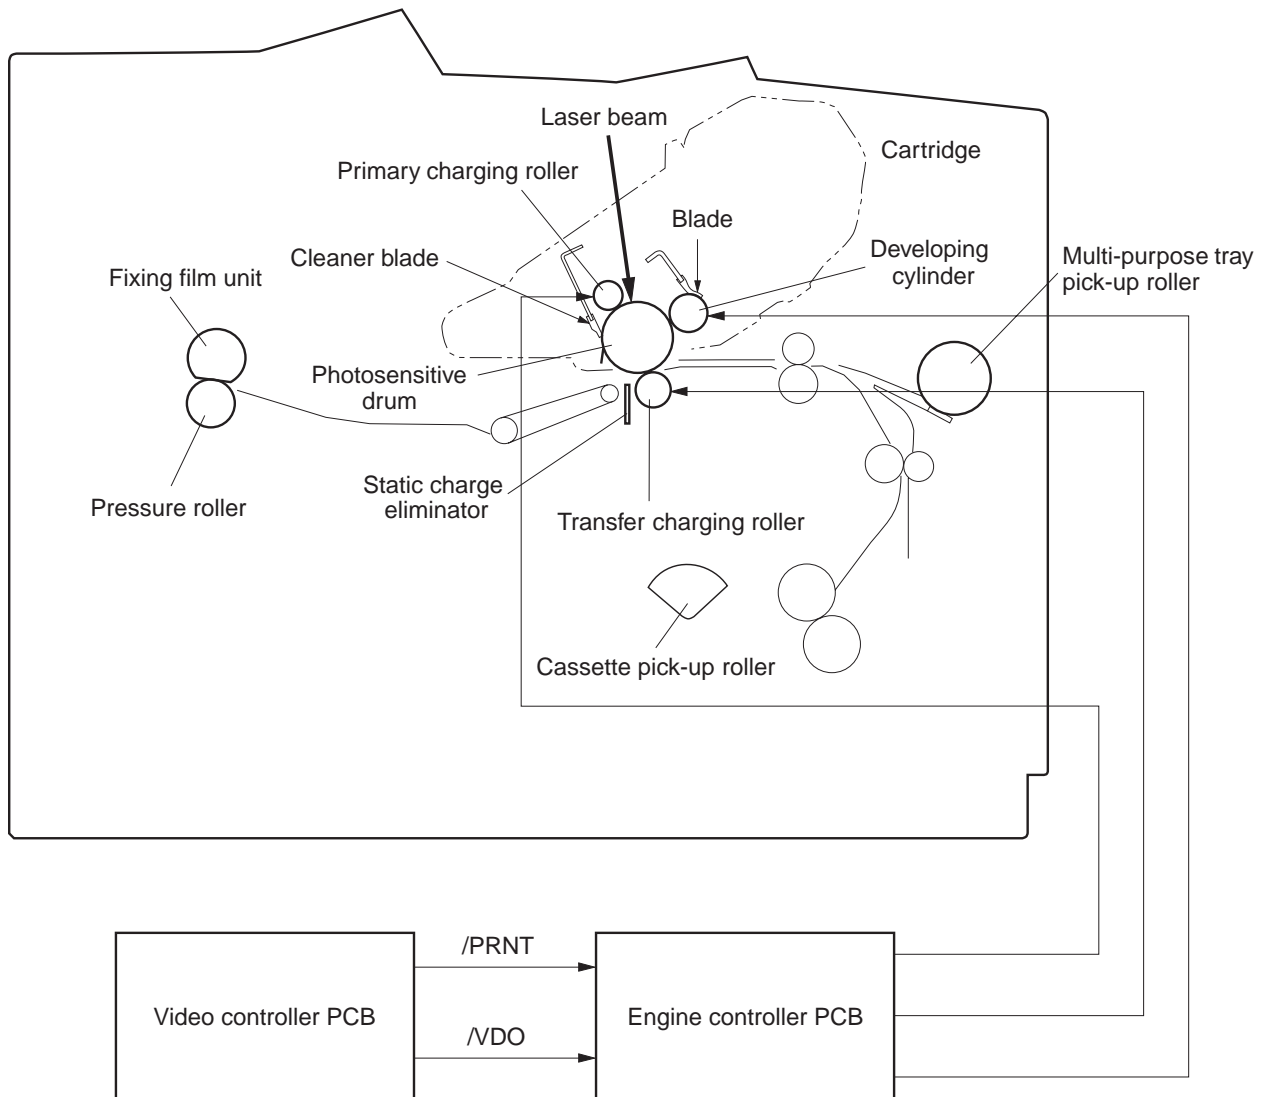 Laser beam
Cartridge
Primary charging roller
Blade
Cleaner blade
Developing
cylinder
Multi-purpose tray
pick-up roller
Fixing film unit
Photosensitive
drum
Static charge
eliminator
Pressure roller
Transfer charging roller
Cassette pick-up roller
/PRNT
Video controller PCB
Engine controller PCB
/VDO